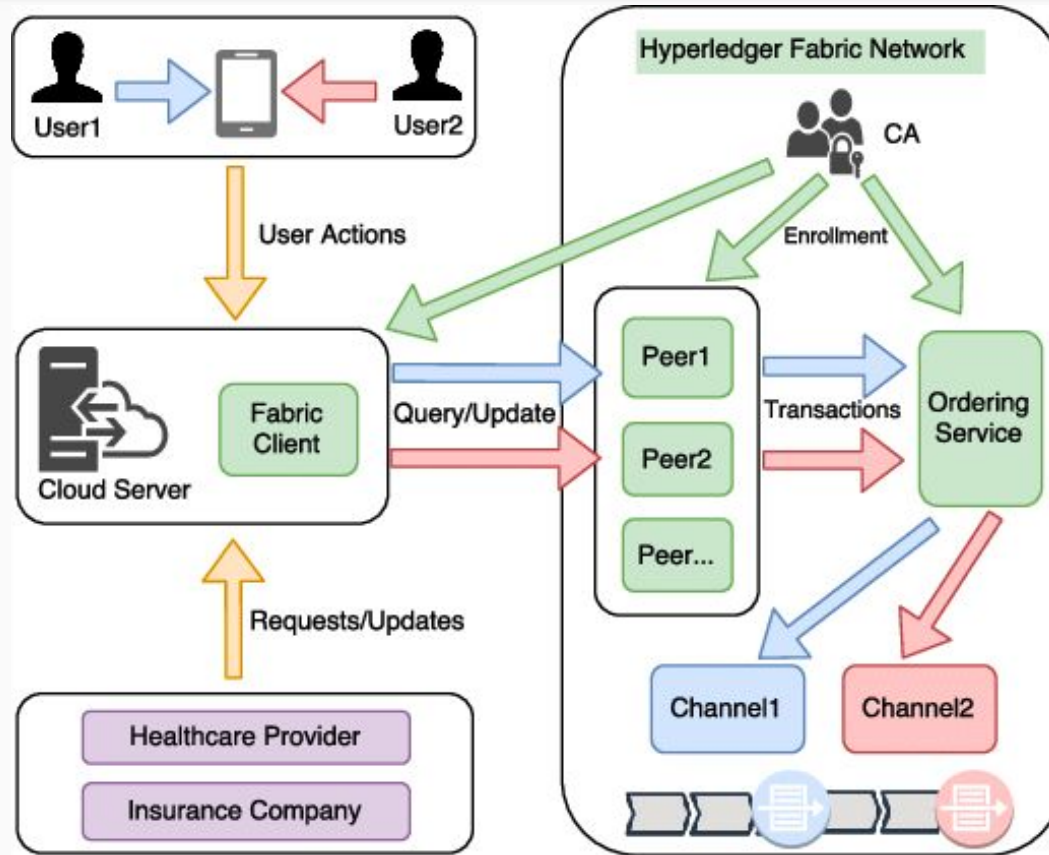 User1
User2
User Actions
Hyperledger Fabric Network
CA
Enrollment
Cloud Server
Fabric
Client
Query/Update
Peer1
Peer2
Peer...
Transactions
Ordering
Service
Requests/Updates
Healthcare Provider
Insurance Company
Channel1
Channel2